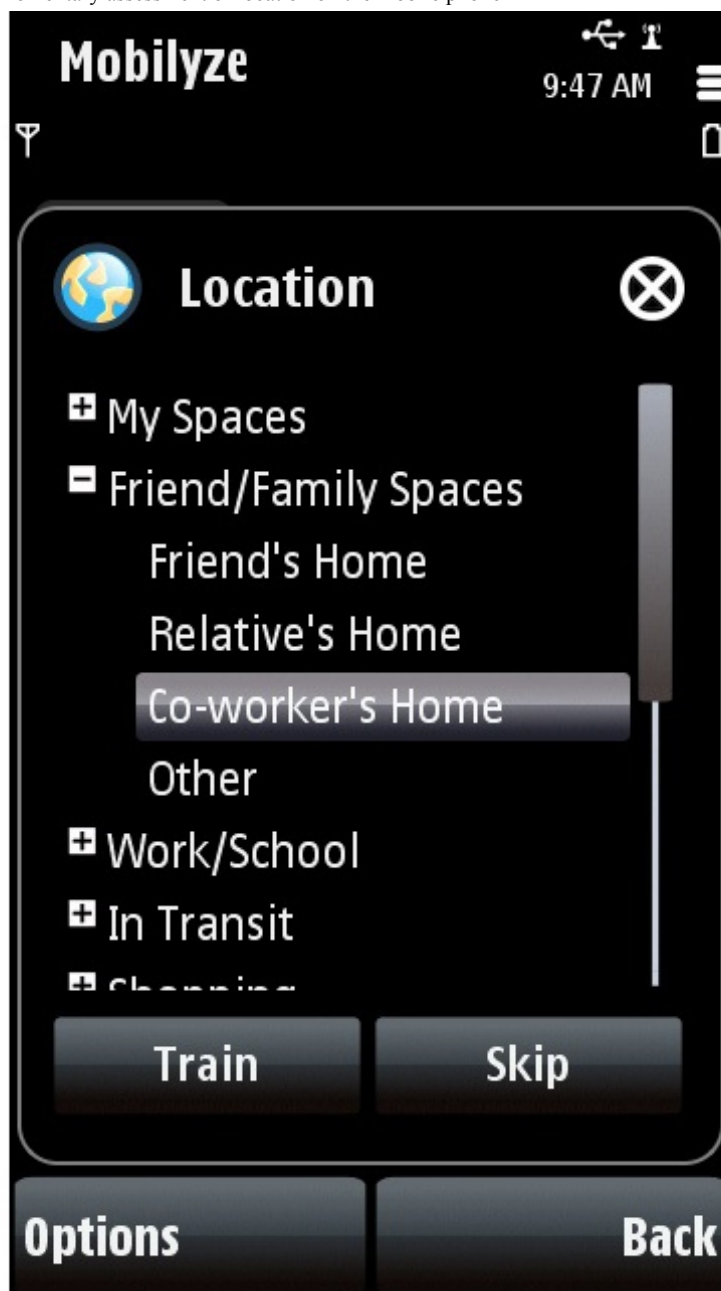 Mobilyze
9:47 AM
Location
My Spaces
Friend/Family Spaces
Friend's Home
Relative's Home
Co-worker's Home
Other
Work/School
In Transit
Shopping
Train Skip
Options Back